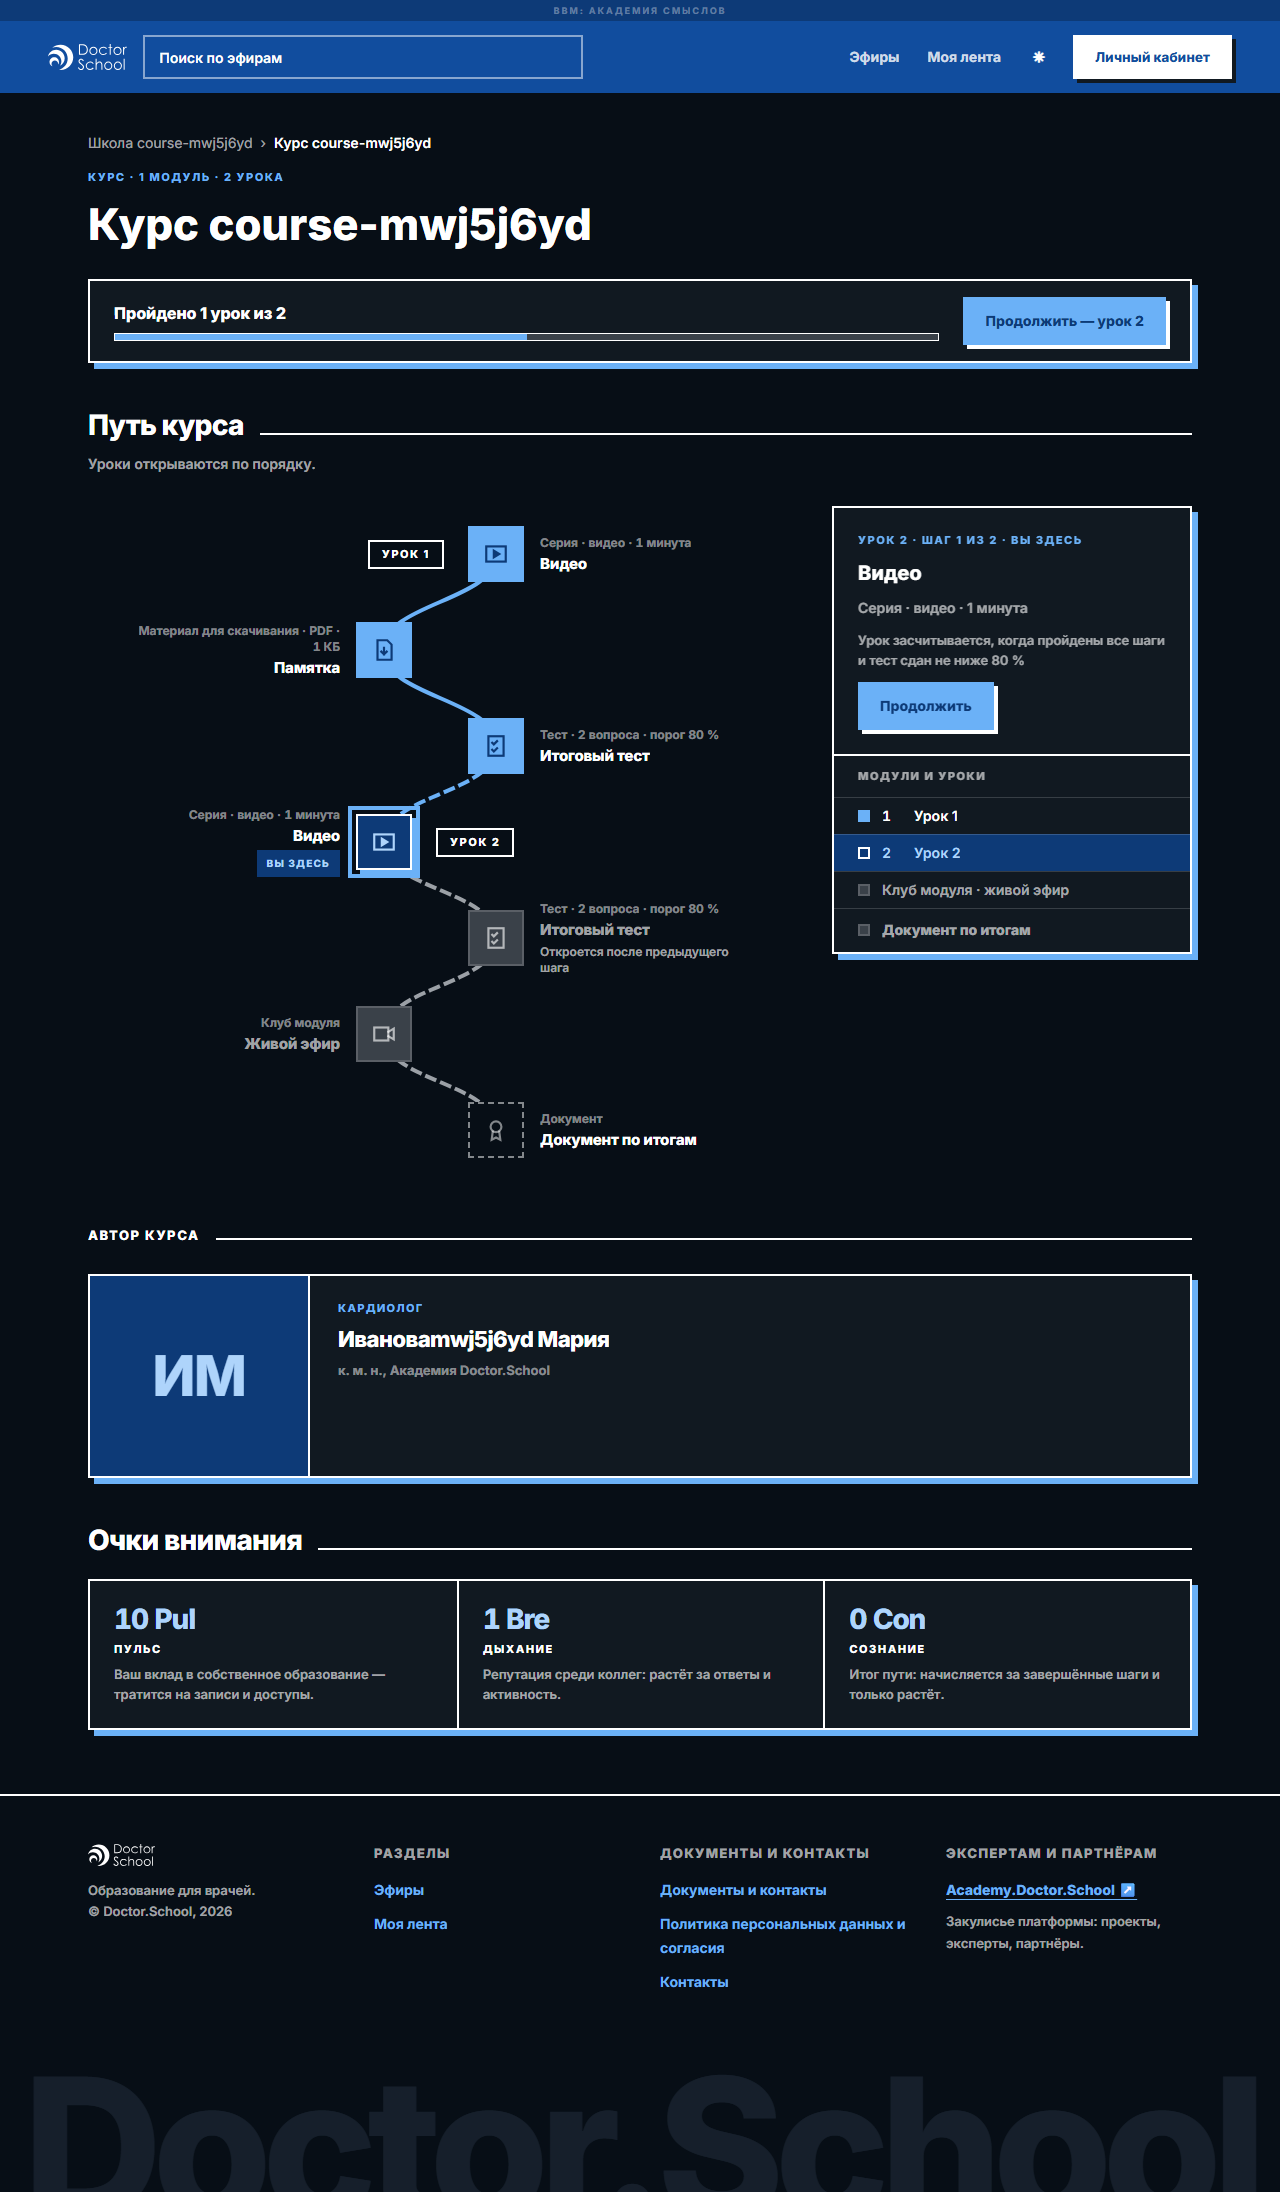 ВВМ: АКАДЕМИЯ СМЫСЛОВ
Doctor School
Поиск по эфирам
Эфиры
Моя лента
Личный кабинет
Школа course-mwj5j6yd › Курс course-mwj5j6yd
КУРС · 1 МОДУЛЬ · 2 УРОКА
Курс course-mwj5j6yd
Пройдено 1 урок из 2
Продолжить — урок 2
Путь курса
Уроки открываются по порядку.
УРОК 1
Серия · видео · 1 минута
Видео
Материал для скачивания · PDF ·
1 КБ
Памятка
Тест · 2 вопроса · порог 80 %
Итоговый тест
Серия · видео · 1 минута
Видео
ВЫ ЗДЕСЬ
УРОК 2
Тест · 2 вопроса · порог 80 %
Итоговый тест
Откроется после предыдущего
шага
Клуб модуля
Живой эфир
Документ
Документ по итогам
УРОК 2 · ШАГ 1 ИЗ 2 · ВЫ ЗДЕСЬ
Видео
Серия · видео · 1 минута
Урок засчитывается, когда пройдены все шаги
и тест сдан не ниже 80 %
Продолжить
МОДУЛИ И УРОКИ
1 Урок 1
2 Урок 2
Клуб модуля · живой эфир
Документ по итогам
АВТОР КУРСА
ИМ
КАРДИОЛОГ
Ивановаmwj5j6yd Мария
к. м. н., Академия Doctor.School
Очки внимания
10 Pul
ПУЛЬС
Ваш вклад в собственное образование —
тратится на записи и доступы.
1 Bre
ДЫХАНИЕ
Репутация среди коллег: растёт за ответы и
активность.
0 Con
СОЗНАНИЕ
Итог пути: начисляется за завершённые шаги и
только растёт.
Doctor School
Образование для врачей.
© Doctor.School, 2026
РАЗДЕЛЫ
Эфиры
Моя лента
ДОКУМЕНТЫ И КОНТАКТЫ
Документы и контакты
Политика персональных данных и
согласия
Контакты
ЭКСПЕРТАМ И ПАРТНЁРАМ
Academy.Doctor.School ↗
Закулисье платформы: проекты,
эксперты, партнёры.
Doctor.School